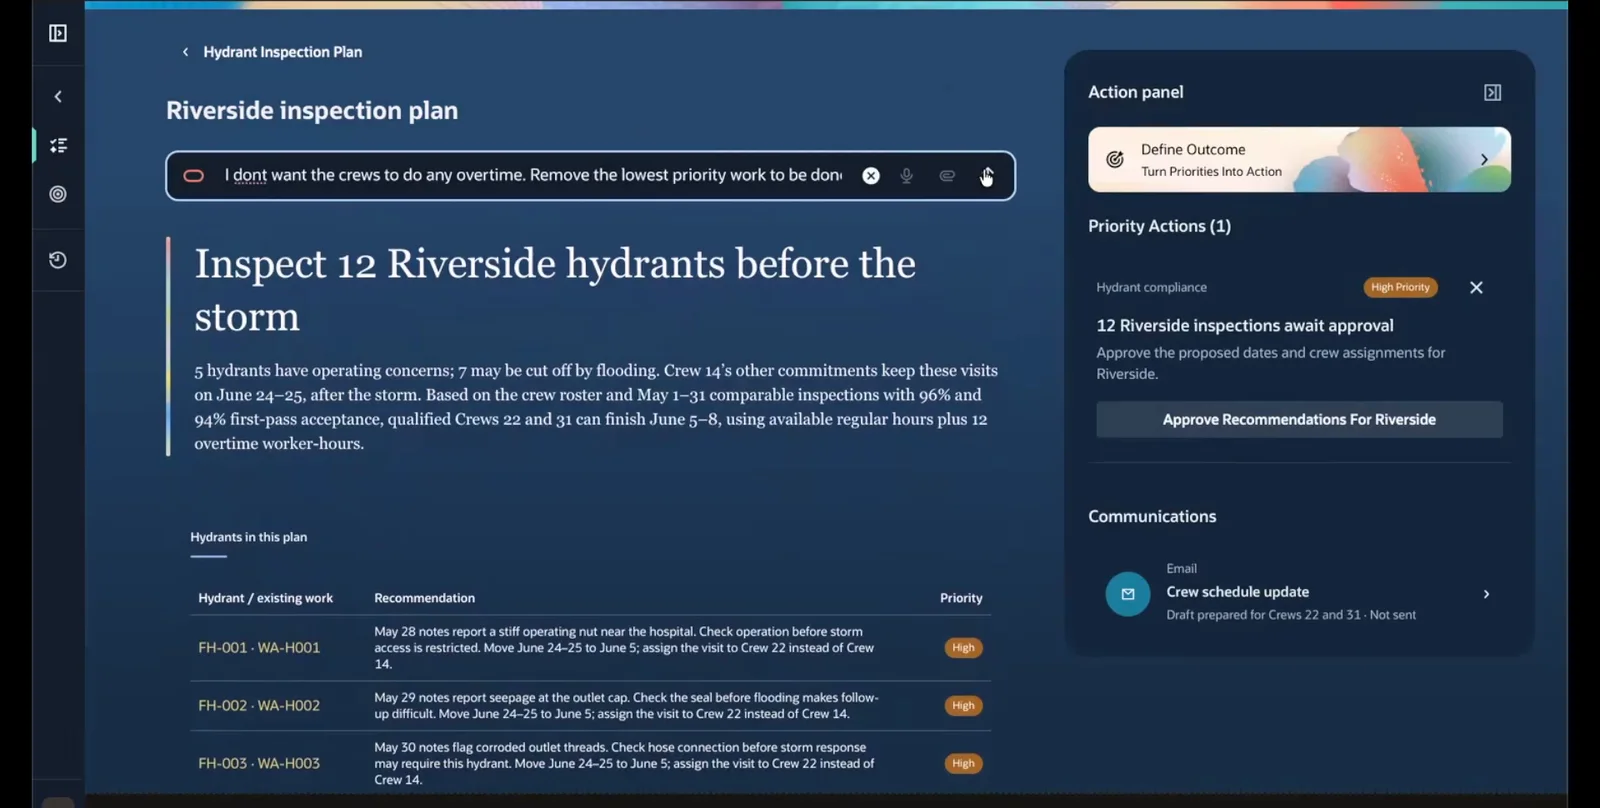 Hydrant Inspection Plan
Riverside inspection plan
I dont want the crews to do any overtime. Remove the lowest priority work to be done
Inspect 12 Riverside hydrants before the
storm
5 hydrants have operating concerns; 7 may be cut off by flooding. Crew 14's other commitments keep these visits
on June 24–25, after the storm. Based on the crew roster and May 1–31 comparable inspections with 96% and
94% first-pass acceptance, qualified Crews 22 and 31 can finish June 5–8, using available regular hours plus 12
overtime worker-hours.
Hydrants in this plan
Hydrant / existing work Recommendation Priority
May 28 notes report a stiff operating nut near the hospital. Check operation before storm
FH-001 · WA-H001 access is restricted. Move June 24–25 to June 5; assign the visit to Crew 22 instead of Crew High
14.
May 29 notes report seepage at the outlet cap. Check the seal before flooding makes follow-
FH-002 · WA-H002 up difficult. Move June 24–25 to June 5; assign the visit to Crew 22 instead of Crew 14. High
May 30 notes flag corroded outlet threads. Check hose connection before storm response
FH-003 · WA-H003 may require this hydrant. Move June 24–25 to June 5; assign the visit to Crew 22 instead of High
Crew 14.
Action panel
Define Outcome
Turn Priorities Into Action
Priority Actions (1)
Hydrant compliance High Priority
12 Riverside inspections await approval
Approve the proposed dates and crew assignments for
Riverside.
Approve Recommendations For Riverside
Communications
Email
Crew schedule update
Draft prepared for Crews 22 and 31 · Not sent